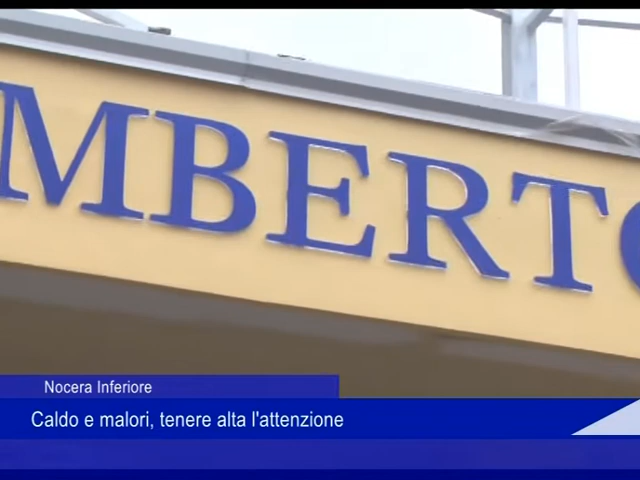 MBERTO
Nocera Inferiore
Caldo e malori, tenere alta l'attenzione